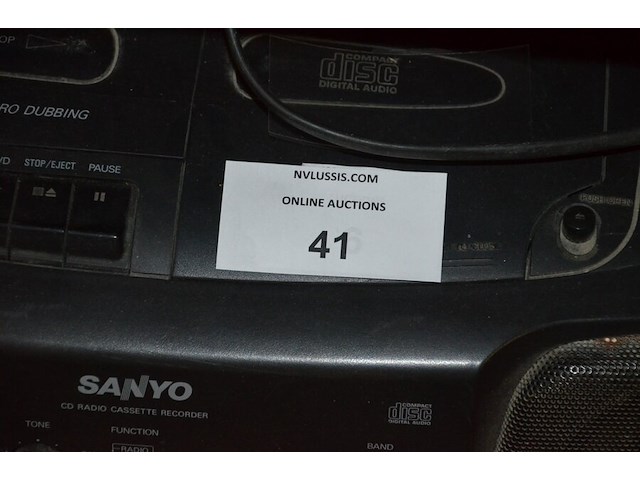 COMPACT
disc
DIGITAL AUDIO
RO DUBBING
STOP/EJECT
PAUSE
NVLUSSIS.COM
ONLINE AUCTIONS
41
SANYO
CD RADIO CASSETTE RECORDER
COMPACT
disc
DIGITAL AUDIO
TONE
FUNCTION
BAND
RADIO